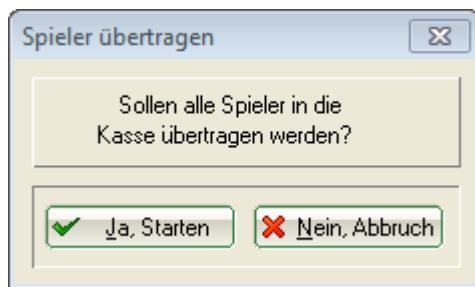 Spieler übertragen
Sollen alle Spieler in die
Kasse übertragen werden?
Ja, Starten
Nein, Abbruch